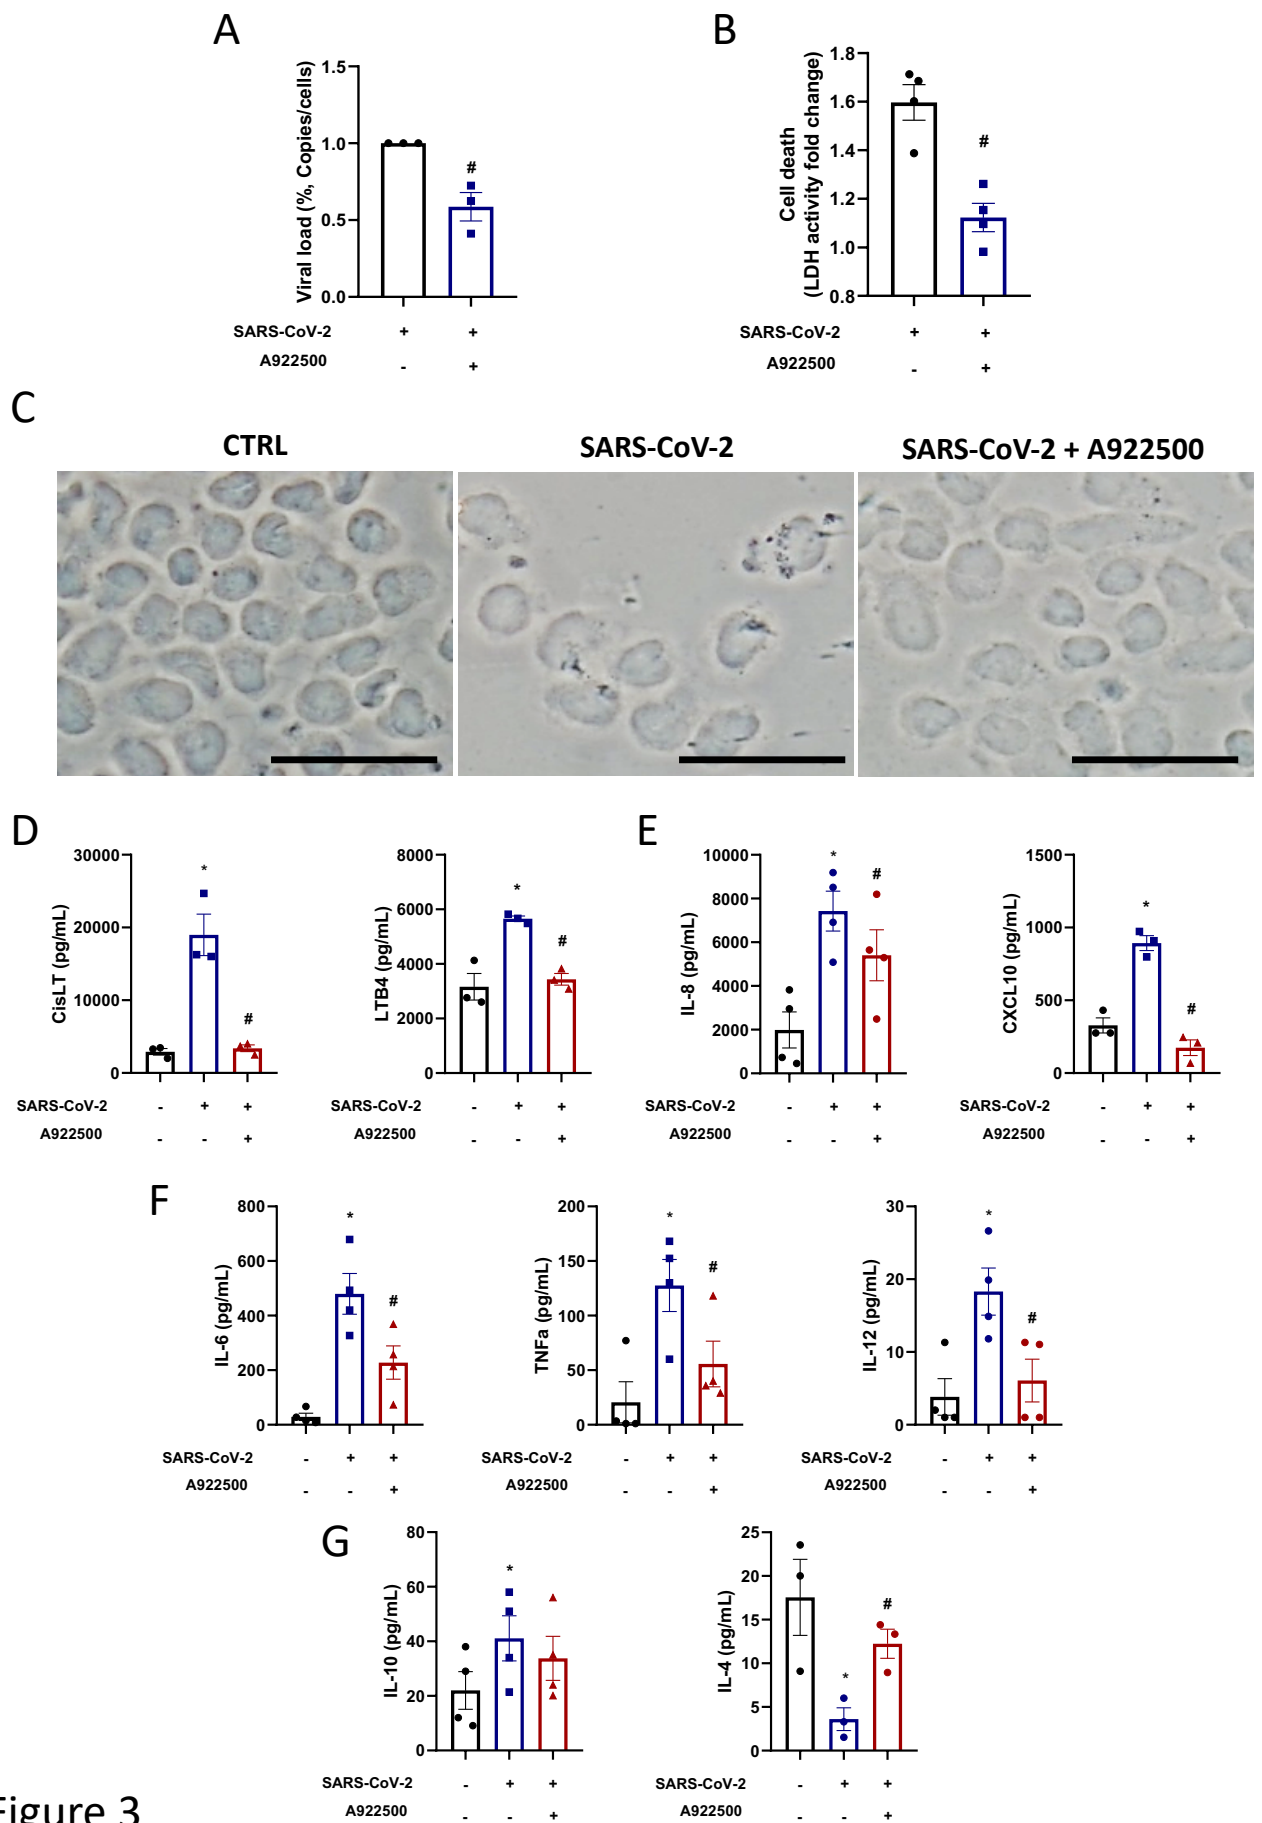 A
B
Viral load (%, Copies/cells)
1.5
1.0
0.5
0.0
#
SARS-CoV-2 + +
A922500 - +
Cell death
(LDH activity fold change)
1.8
1.6
1.4
1.2
1.0
0.8
#
SARS-CoV-2 + +
A922500 - +
C
CTRL
SARS-CoV-2
SARS-CoV-2 + A922500
D
CisLT (pg/mL)
30000
20000
10000
0
*
#
SARS-CoV-2 - + +
A922500 - - +
LTB4 (pg/mL)
8000
6000
4000
2000
0
*
#
SARS-CoV-2 - + +
A922500 - - +
E
IL-8 (pg/mL)
10000
8000
6000
4000
2000
0
*
#
SARS-CoV-2 - + +
A922500 - - +
CXCL10 (pg/mL)
1500
1000
500
0
*
#
SARS-CoV-2 - + +
A922500 - - +
F
IL-6 (pg/mL)
800
600
400
200
0
*
#
SARS-CoV-2 - + +
A922500 - - +
TNFa (pg/mL)
200
150
100
50
0
*
#
SARS-CoV-2 - + +
A922500 - - +
IL-12 (pg/mL)
30
20
10
0
*
#
SARS-CoV-2 - + +
A922500 - - +
G
IL-10 (pg/mL)
80
60
40
20
0
*
SARS-CoV-2 - + +
A922500 - - +
IL-4 (pg/mL)
25
20
15
10
5
0
*
#
SARS-CoV-2 - + +
A922500 - - +
Figure 3